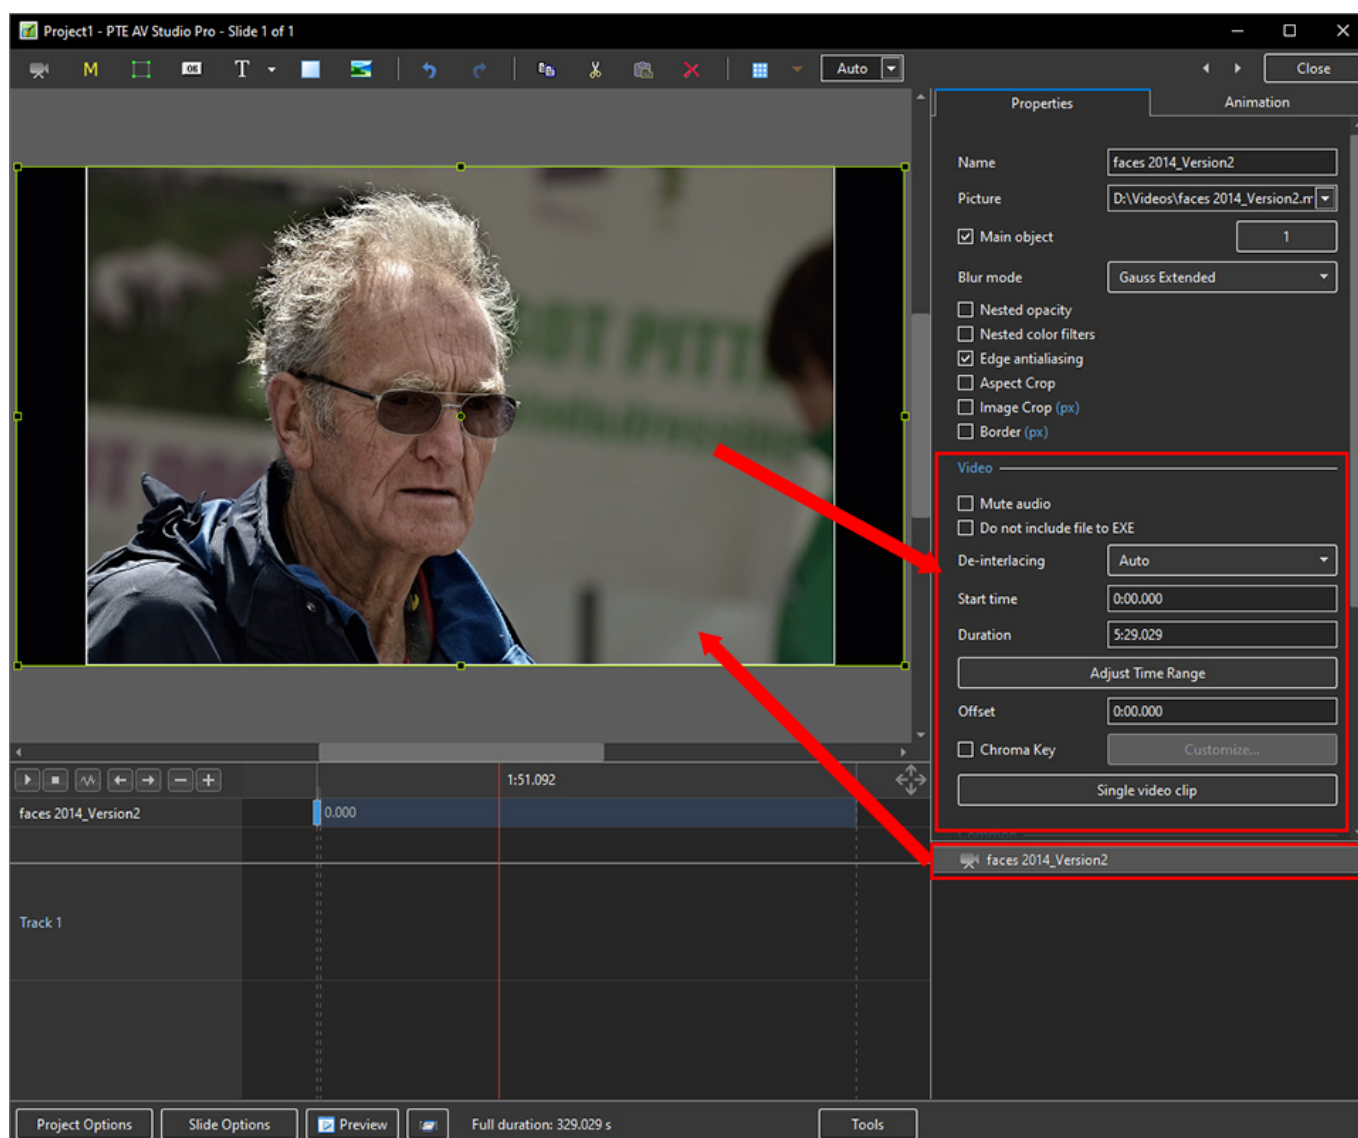 Project1 - PTE AV Studio Pro - Slide 1 of 1
M OK T Auto Close
Properties Animation
Name faces 2014_Version2
Picture D:\Videos\faces 2014_Version2.m
Main object 1
Blur mode Gauss Extended
Nested opacity
Nested color filters
Edge antialiasing
Aspect Crop
Image Crop (px)
Border (px)
Video
Mute audio
Do not include file to EXE
De-interlacing Auto
Start time 0:00.000
Duration 5:29.029
Adjust Time Range
Offset 0:00.000
Chroma Key Customize...
Single video clip
1:51.092
faces 2014_Version2 0.000
faces 2014_Version2
Track 1
Project Options Slide Options Preview Full duration: 329.029 s Tools